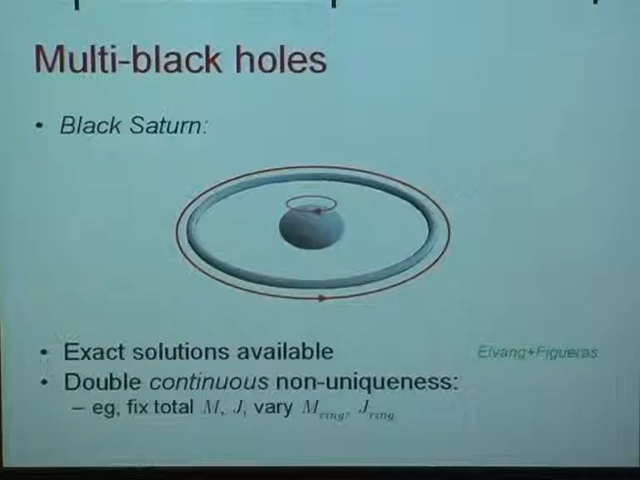 Multi-black holes
• Black Saturn:
• Exact solutions available
Elvang+Figueras
• Double continuous non-uniqueness:
– eg, fix total M, J, vary M_ring, J_ring